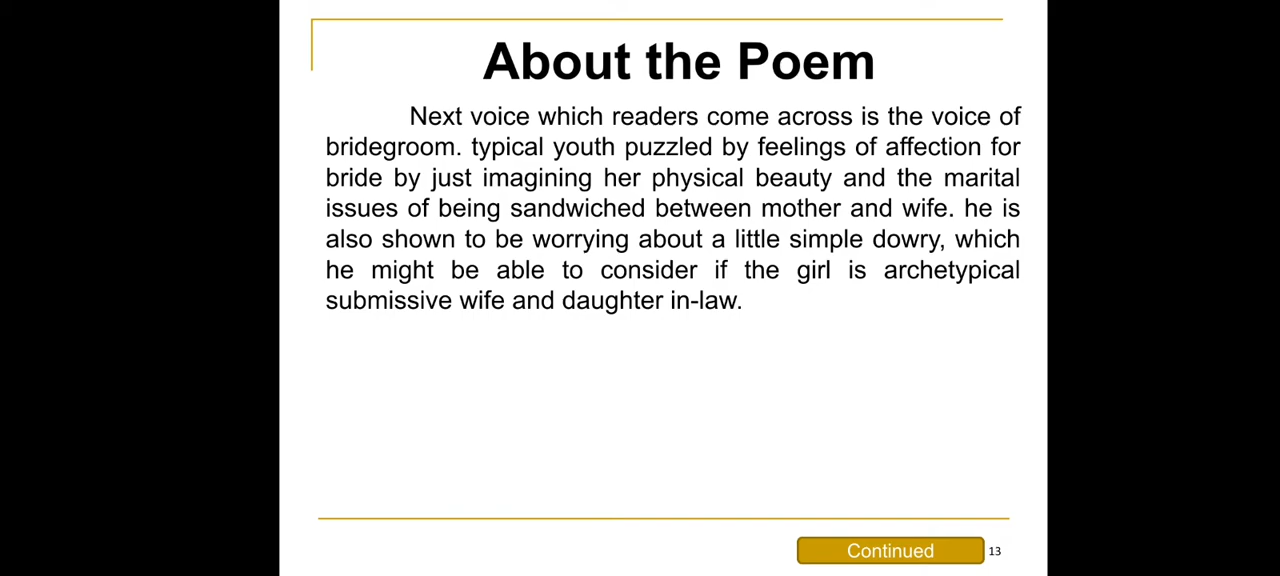 About the Poem
Next voice which readers come across is the voice of
bridegroom. typical youth puzzled by feelings of affection for
bride by just imagining her physical beauty and the marital
issues of being sandwiched between mother and wife. he is
also shown to be worrying about a little simple dowry, which
he might be able to consider if the girl is archetypical
submissive wife and daughter in-law.
Continued
13